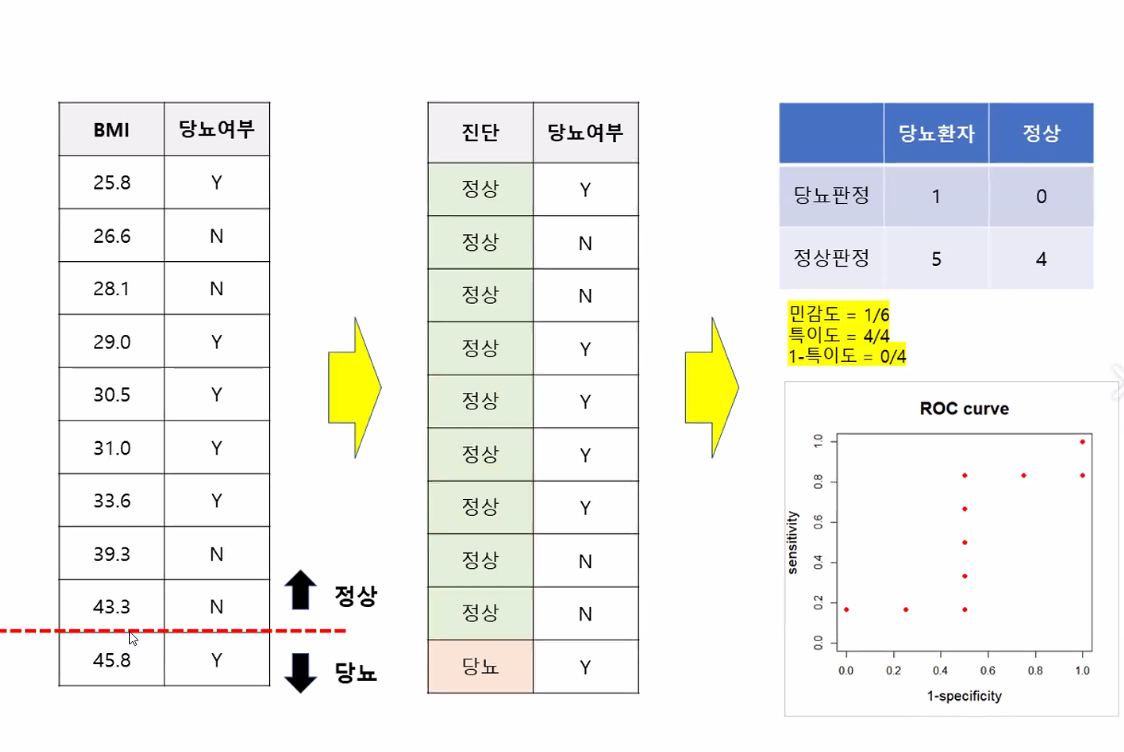 BMI 당뇨여부
25.8 Y
26.6 N
28.1 N
29.0 Y
30.5 Y
31.0 Y
33.6 Y
39.3 N
43.3 N
45.8 Y
정상
당뇨
진단 당뇨여부
정상 Y
정상 N
정상 N
정상 Y
정상 Y
정상 Y
정상 Y
정상 N
정상 N
당뇨 Y
당뇨환자 정상
당뇨판정 1 0
정상판정 5 4
민감도 = 1/6
특이도 = 4/4
1-특이도 = 0/4
ROC curve
sensitivity
1.0
0.8
0.6
0.4
0.2
0.0
0.0 0.2 0.4 0.6 0.8 1.0
1-specificity